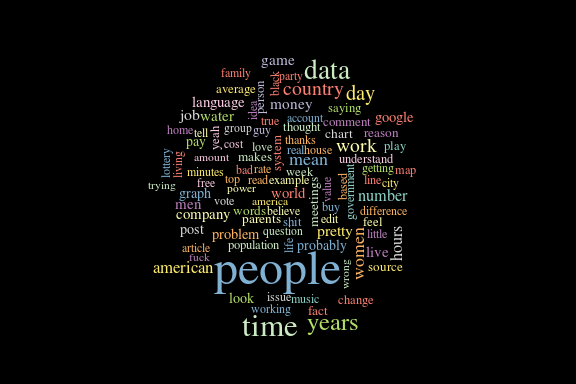 game
family
black
party
data
average
person
country
day
language
idea
money
saying
job
water
true
account
comment
google
home
tell
yeah
group
guy
thought
chart
reason
pay
cost
love
system
thanks
work
play
lottery
living
amount
makes
real
house
mean
understand
minutes
bad
rate
week
government
getting
map
trying
free
top
read
example
meetings
value
based
line
city
graph
power
world
number
men
vote
america
buy
difference
company
words
believe
parents
shit
edit
feel
post
problem
question
pretty
women
little
hours
article
population
life
probably
live
fuck
american
people
wrong
source
look
issue
music
change
working
fact
time
years